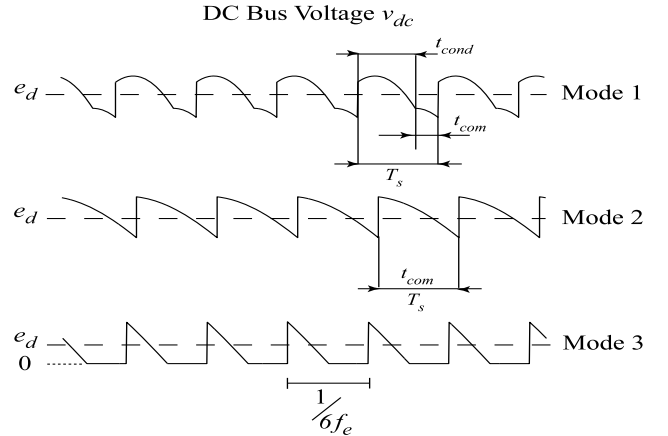 DC Bus Voltage v_dc
t_cond
e_d
Mode 1
t_com
T_s
e_d
Mode 2
t_com
T_s
e_d
Mode 3
0
1/6f_e